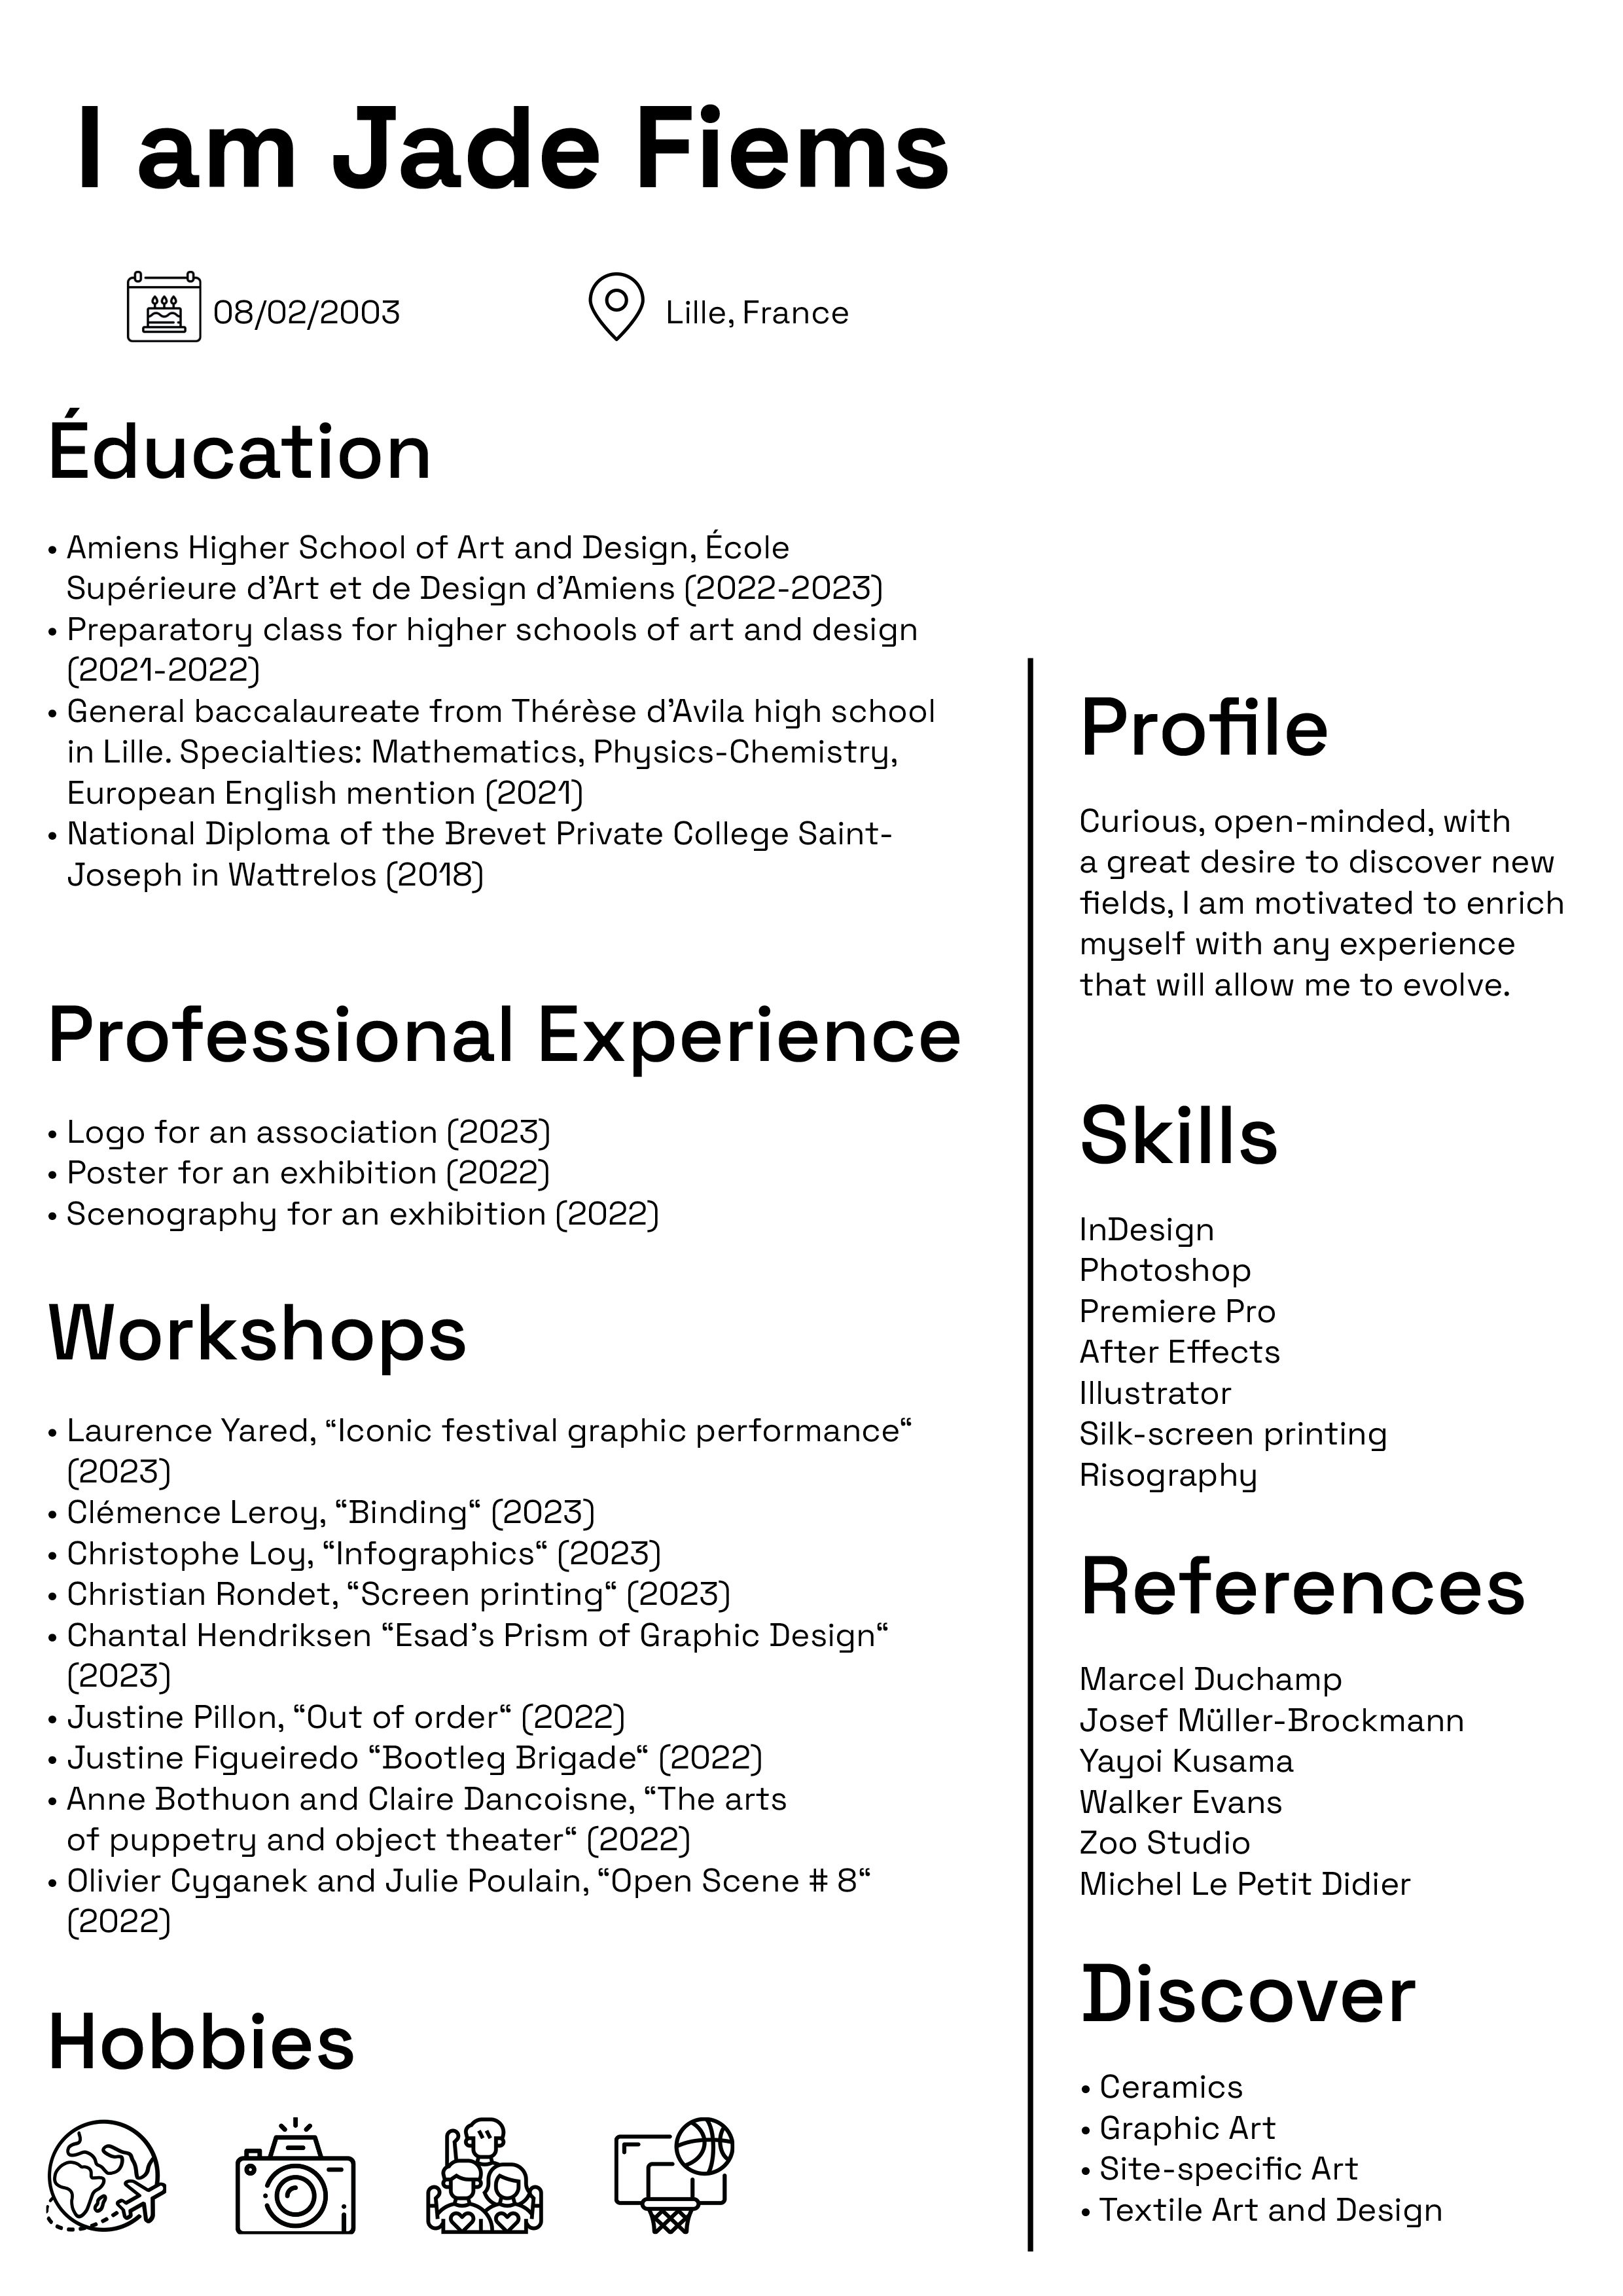 I am Jade Fiems
08/02/2003
Lille, France
Éducation
• Amiens Higher School of Art and Design, École
Supérieure d’Art et de Design d’Amiens (2022-2023)
• Preparatory class for higher schools of art and design
(2021-2022)
• General baccalaureate from Thérèse d’Avila high school
in Lille. Specialties: Mathematics, Physics-Chemistry,
European English mention (2021)
• National Diploma of the Brevet Private College Saint-
Joseph in Wattrelos (2018)
Professional Experience
• Logo for an association (2023)
• Poster for an exhibition (2022)
• Scenography for an exhibition (2022)
Workshops
• Laurence Yared, “Iconic festival graphic performance“
(2023)
• Clémence Leroy, “Binding“ (2023)
• Christophe Loy, “Infographics“ (2023)
• Christian Rondet, “Screen printing“ (2023)
• Chantal Hendriksen “Esad’s Prism of Graphic Design“
(2023)
• Justine Pillon, “Out of order“ (2022)
• Justine Figueiredo “Bootleg Brigade“ (2022)
• Anne Bothuon and Claire Dancoisne, “The arts
of puppetry and object theater“ (2022)
• Olivier Cyganek and Julie Poulain, “Open Scene # 8“
(2022)
Hobbies
Profile
Curious, open-minded, with
a great desire to discover new
fields, I am motivated to enrich
myself with any experience
that will allow me to evolve.
Skills
InDesign
Photoshop
Premiere Pro
After Effects
Illustrator
Silk-screen printing
Risography
References
Marcel Duchamp
Josef Müller-Brockmann
Yayoi Kusama
Walker Evans
Zoo Studio
Michel Le Petit Didier
Discover
• Ceramics
• Graphic Art
• Site-specific Art
• Textile Art and Design